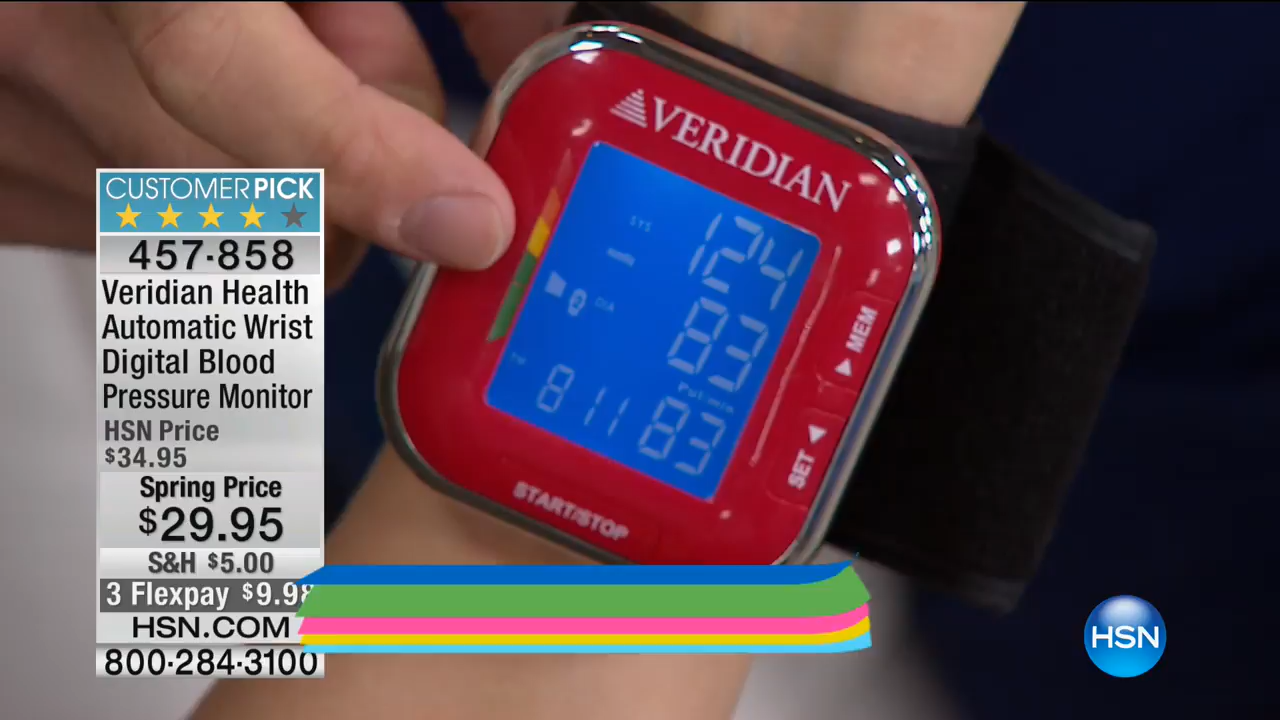 CUSTOMER PICK
457·858
Veridian Health
Automatic Wrist
Digital Blood
Pressure Monitor
HSN Price
$34.95
Spring Price
$29.95
S&H $5.00
3 Flexpay $9.98
HSN.COM
800·284·3100
VERIDIAN
SYS
124
DIA
83
Pul/min
8 11 83
MEM
SET
START/STOP
HSN